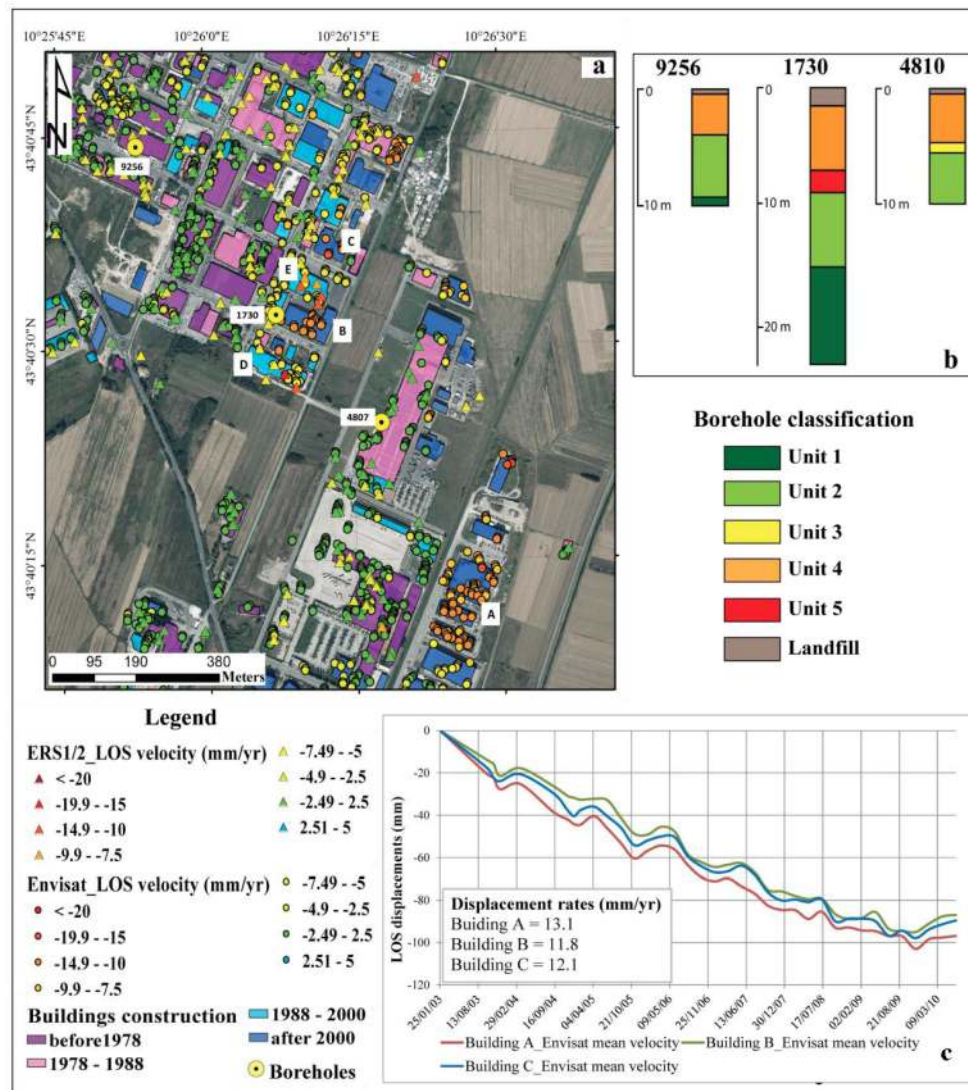 10°25'45"E
10°26'0"E
10°26'15"E
10°26'30"E
a
N
43°40'45"N
43°40'30"N
43°40'15"N
9256
C
E
1730
B
D
4807
A
0 95 190 380
Meters
9256 1730 4810
0
10 m
0
10 m
20 m
0
10 m
b
Borehole classification
Unit 1
Unit 2
Unit 3
Unit 4
Unit 5
Landfill
Legend
ERS1/2_LOS velocity (mm/yr)
< -20
-19.9 - -15
-14.9 - -10
-9.9 - -7.5
-7.49 - -5
-4.9 - -2.5
-2.49 - 2.5
2.51 - 5
Envisat_LOS velocity (mm/yr)
< -20
-19.9 - -15
-14.9 - -10
-9.9 - -7.5
-7.49 - -5
-4.9 - -2.5
-2.49 - 2.5
2.51 - 5
Buildings construction
before1978
1978 - 1988
1988 - 2000
after 2000
Boreholes
LOS displacements (mm)
0
-20
-40
-60
-80
-100
-120
Displacement rates (mm/yr)
Buiding A = 13.1
Building B = 11.8
Building C = 12.1
25/01/03
13/08/03
29/02/04
16/09/04
04/04/05
21/10/05
09/05/06
25/11/06
13/06/07
30/12/07
17/07/08
02/02/09
21/08/09
09/03/10
Building A_Envisat mean velocity
Building B_Envisat mean velocity
Building C_Envisat mean velocity
c